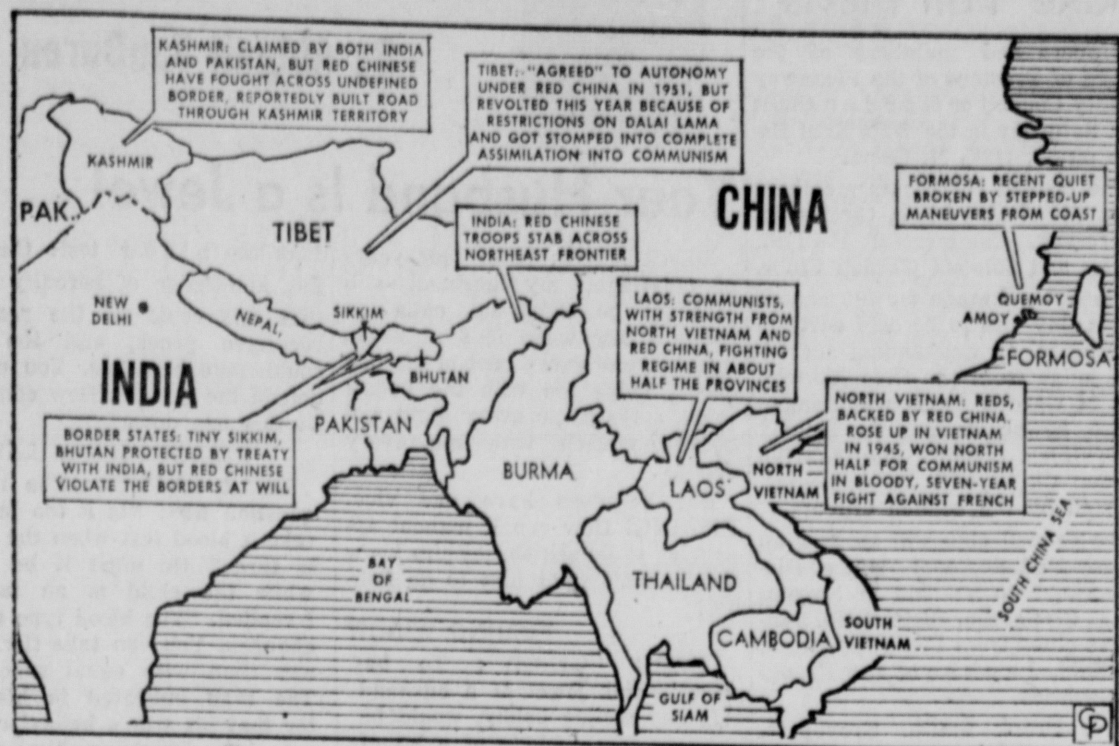 KASHMIR: CLAIMED BY BOTH INDIA
AND PAKISTAN, BUT RED CHINESE
HAVE FOUGHT ACROSS UNDEFINED
BORDER, REPORTEDLY BUILT ROAD
THROUGH KASHMIR TERRITORY
TIBET: "AGREED" TO AUTONOMY
UNDER RED CHINA IN 1951, BUT
REVOLTED THIS YEAR BECAUSE OF
RESTRICTIONS ON DALAI LAMA
AND GOT STOMPED INTO COMPLETE
ASSIMILATION INTO COMMUNISM
FORMOSA: RECENT QUIET
BROKEN BY STEPPED-UP
MANEUVERS FROM COAST
KASHMIR
PAK.
TIBET
CHINA
INDIA: RED CHINESE
TROOPS STAB ACROSS
NORTHEAST FRONTIER
NEW
DELHI
NEPAL
SIKKIM
BHUTAN
INDIA
LAOS: COMMUNISTS,
WITH STRENGTH FROM
NORTH VIETNAM AND
RED CHINA, FIGHTING
REGIME IN ABOUT
HALF THE PROVINCES
QUEMOY
AMOY
FORMOSA
BORDER STATES: TINY SIKKIM,
BHUTAN PROTECTED BY TREATY
WITH INDIA, BUT RED CHINESE
VIOLATE THE BORDERS AT WILL
PAKISTAN
NORTH VIETNAM: REDS,
BACKED BY RED CHINA,
ROSE UP IN VIETNAM
IN 1945, WON NORTH
HALF FOR COMMUNISM
IN BLOODY, SEVEN-YEAR
FIGHT AGAINST FRENCH
BURMA
LAOS
NORTH
VIETNAM
BAY
OF
BENGAL
THAILAND
CAMBODIA
SOUTH
VIETNAM
SOUTH CHINA SEA
GULF OF
SIAM
CP